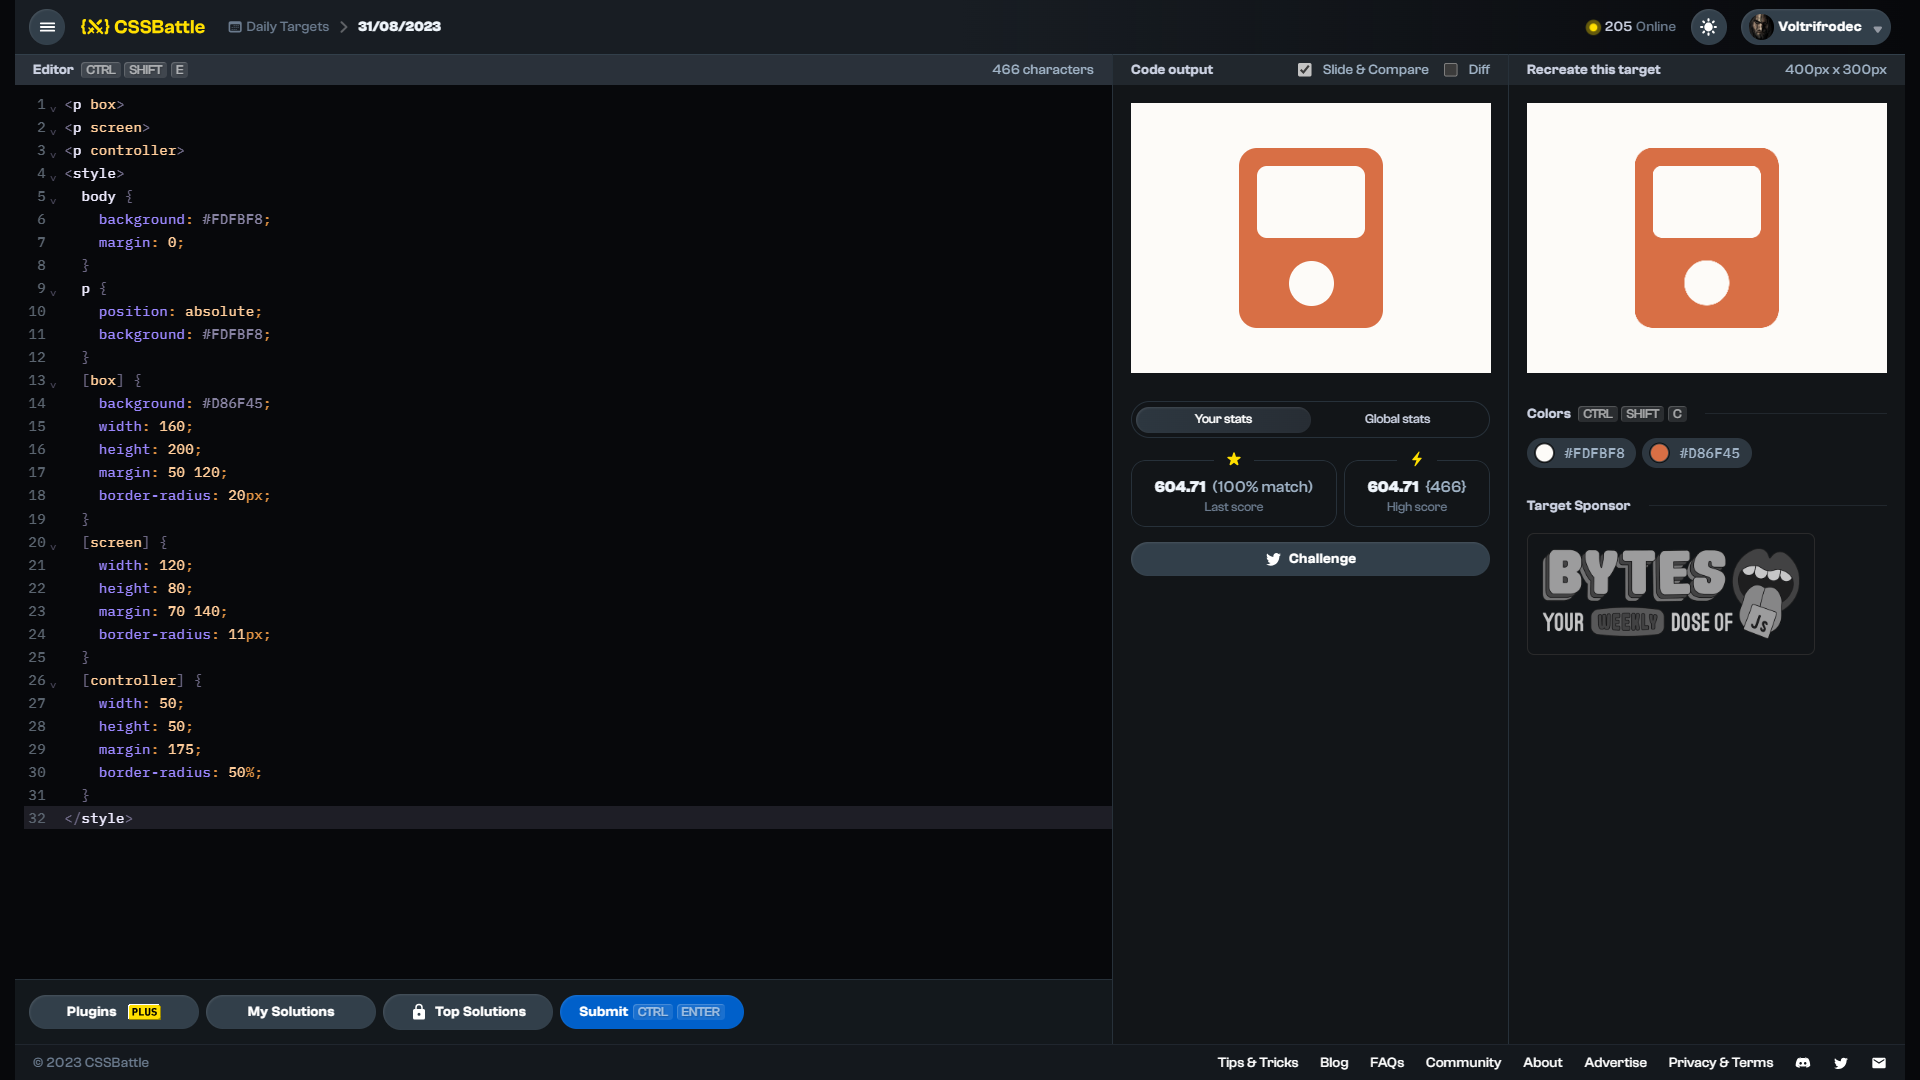 CSSBattle Daily Targets 31/08/2023 205 Online Voltrifrodec
Editor CTRL SHIFT E 466 characters Code output Slide & Compare Diff Recreate this target 400px x 300px
1 <p box>
2 <p screen>
3 <p controller>
4 <style>
5 body {
6 background: #FDFBF8;
7 margin: 0;
8 }
9 p {
10 position: absolute;
11 background: #FDFBF8;
12 }
13 [box] {
14 background: #D86F45;
15 width: 160;
16 height: 200;
17 margin: 50 120;
18 border-radius: 20px;
19 }
20 [screen] {
21 width: 120;
22 height: 80;
23 margin: 70 140;
24 border-radius: 11px;
25 }
26 [controller] {
27 width: 50;
28 height: 50;
29 margin: 175;
30 border-radius: 50%;
31 }
32 </style>
Your stats Global stats
604.71 (100% match)
Last score
604.71 {466}
High score
Challenge
Colors CTRL SHIFT C
#FDFBF8 #D86F45
Target Sponsor
BYTES
YOUR WEEKLY DOSE OF JS
Plugins PLUS My Solutions Top Solutions Submit CTRL ENTER
© 2023 CSSBattle Tips & Tricks Blog FAQs Community About Advertise Privacy & Terms